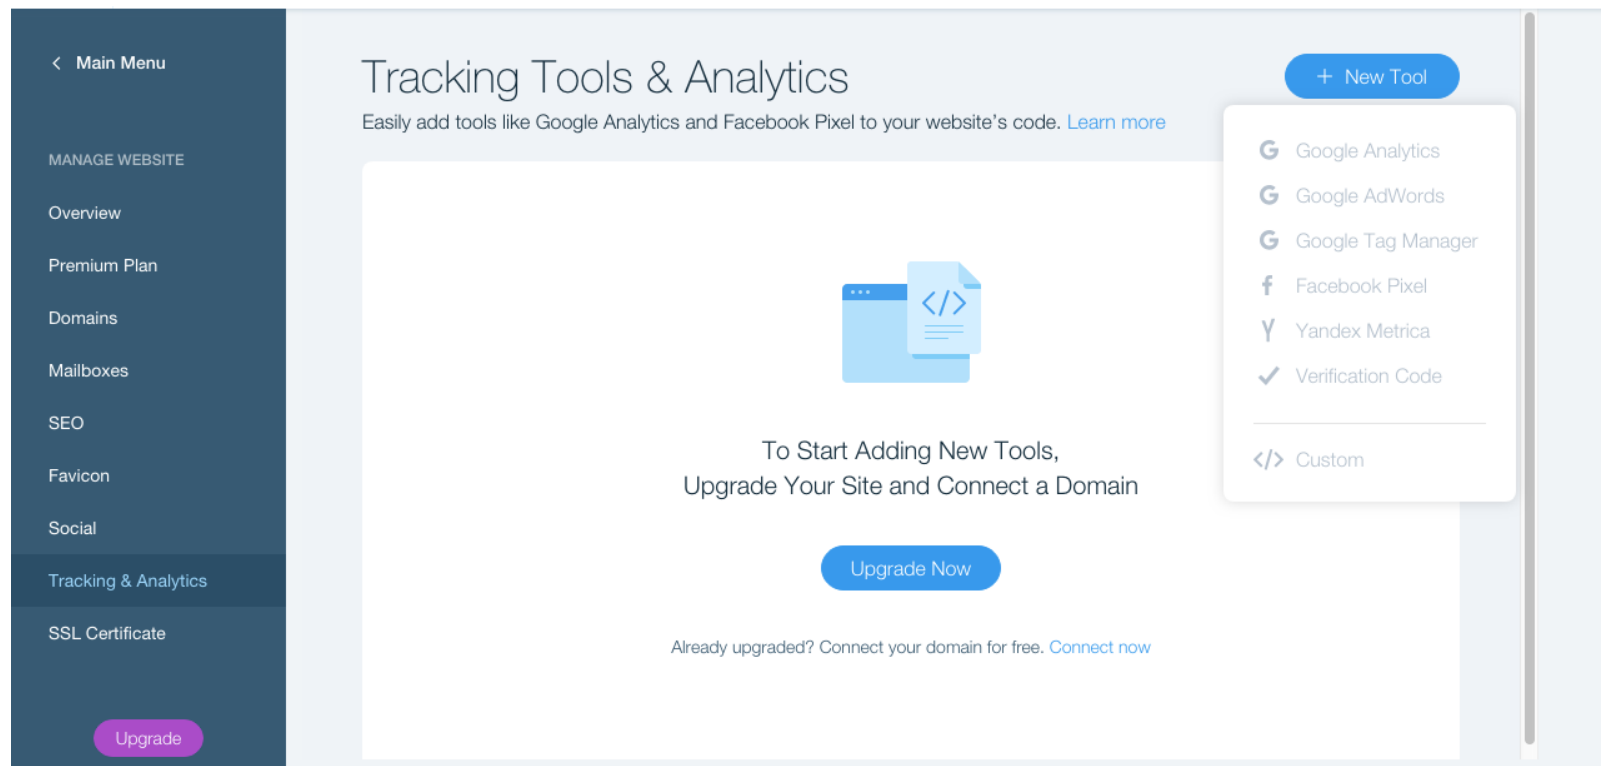 Main Menu
MANAGE WEBSITE
Overview
Premium Plan
Domains
Mailboxes
SEO
Favicon
Social
Tracking & Analytics
SSL Certificate
Upgrade
Tracking Tools & Analytics
+ New Tool
Easily add tools like Google Analytics and Facebook Pixel to your website's code. Learn more
Google Analytics
Google AdWords
Google Tag Manager
Facebook Pixel
Yandex Metrica
Verification Code
</> Custom
</>
To Start Adding New Tools,
Upgrade Your Site and Connect a Domain
Upgrade Now
Already upgraded? Connect your domain for free. Connect now